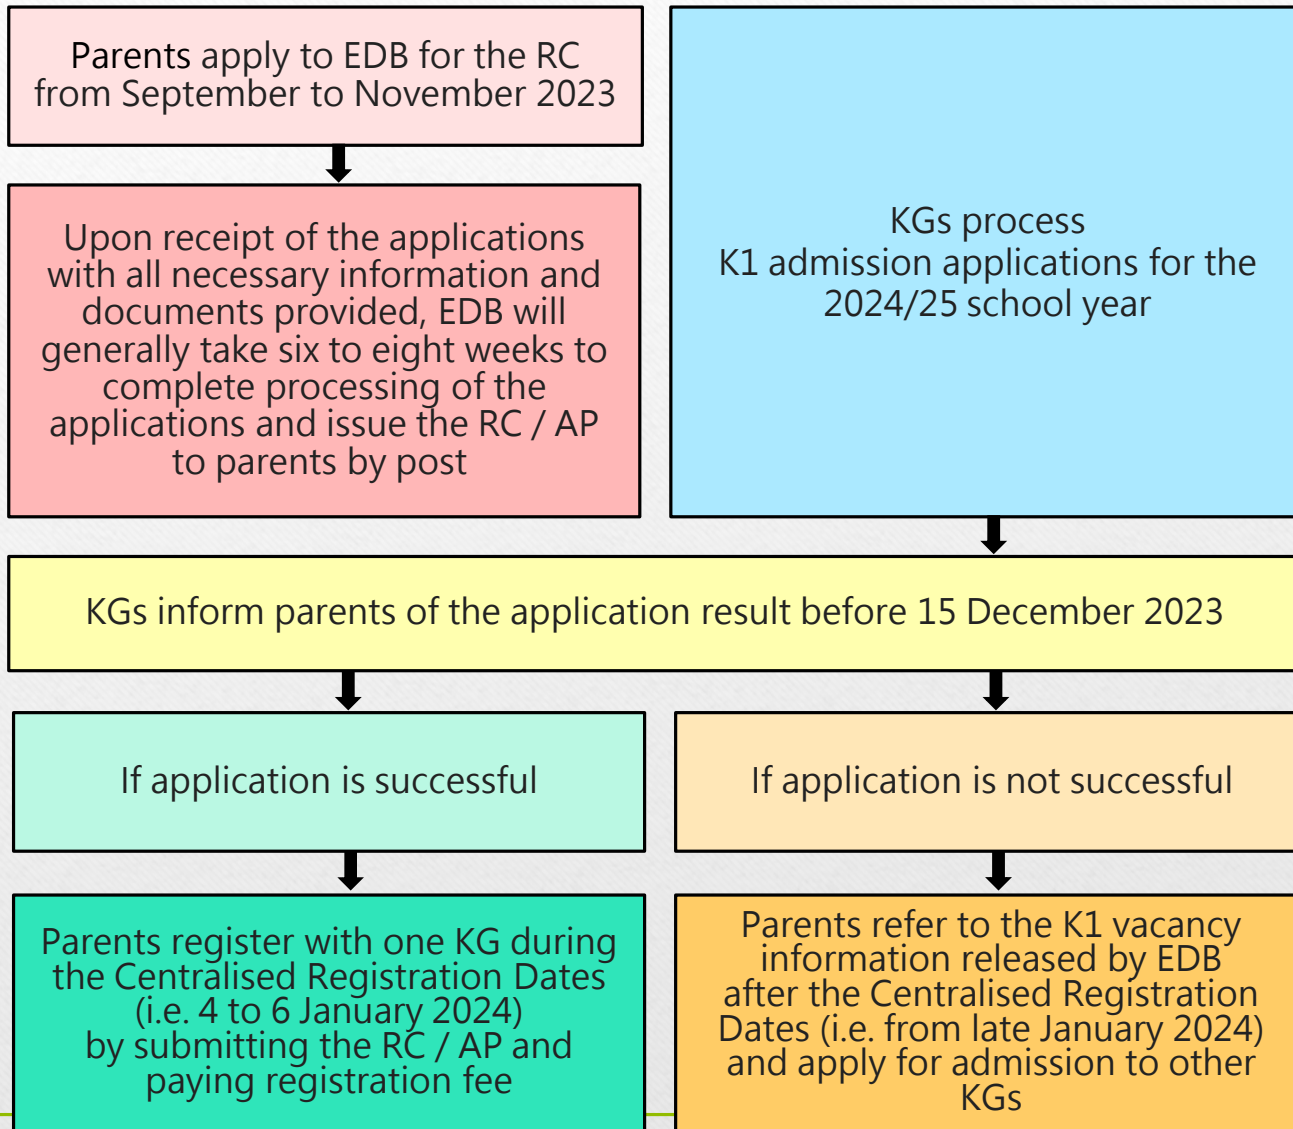 Parents apply to EDB for the RC
from September to November 2023
Upon receipt of the applications
with all necessary information and
documents provided, EDB will
generally take six to eight weeks to
complete processing of the
applications and issue the RC / AP
to parents by post
KGs process
K1 admission applications for the
2024/25 school year
KGs inform parents of the application result before 15 December 2023
If application is successful
If application is not successful
Parents register with one KG during
the Centralised Registration Dates
(i.e. 4 to 6 January 2024)
by submitting the RC / AP and
paying registration fee
Parents refer to the K1 vacancy
information released by EDB
after the Centralised Registration
Dates (i.e. from late January 2024)
and apply for admission to other
KGs